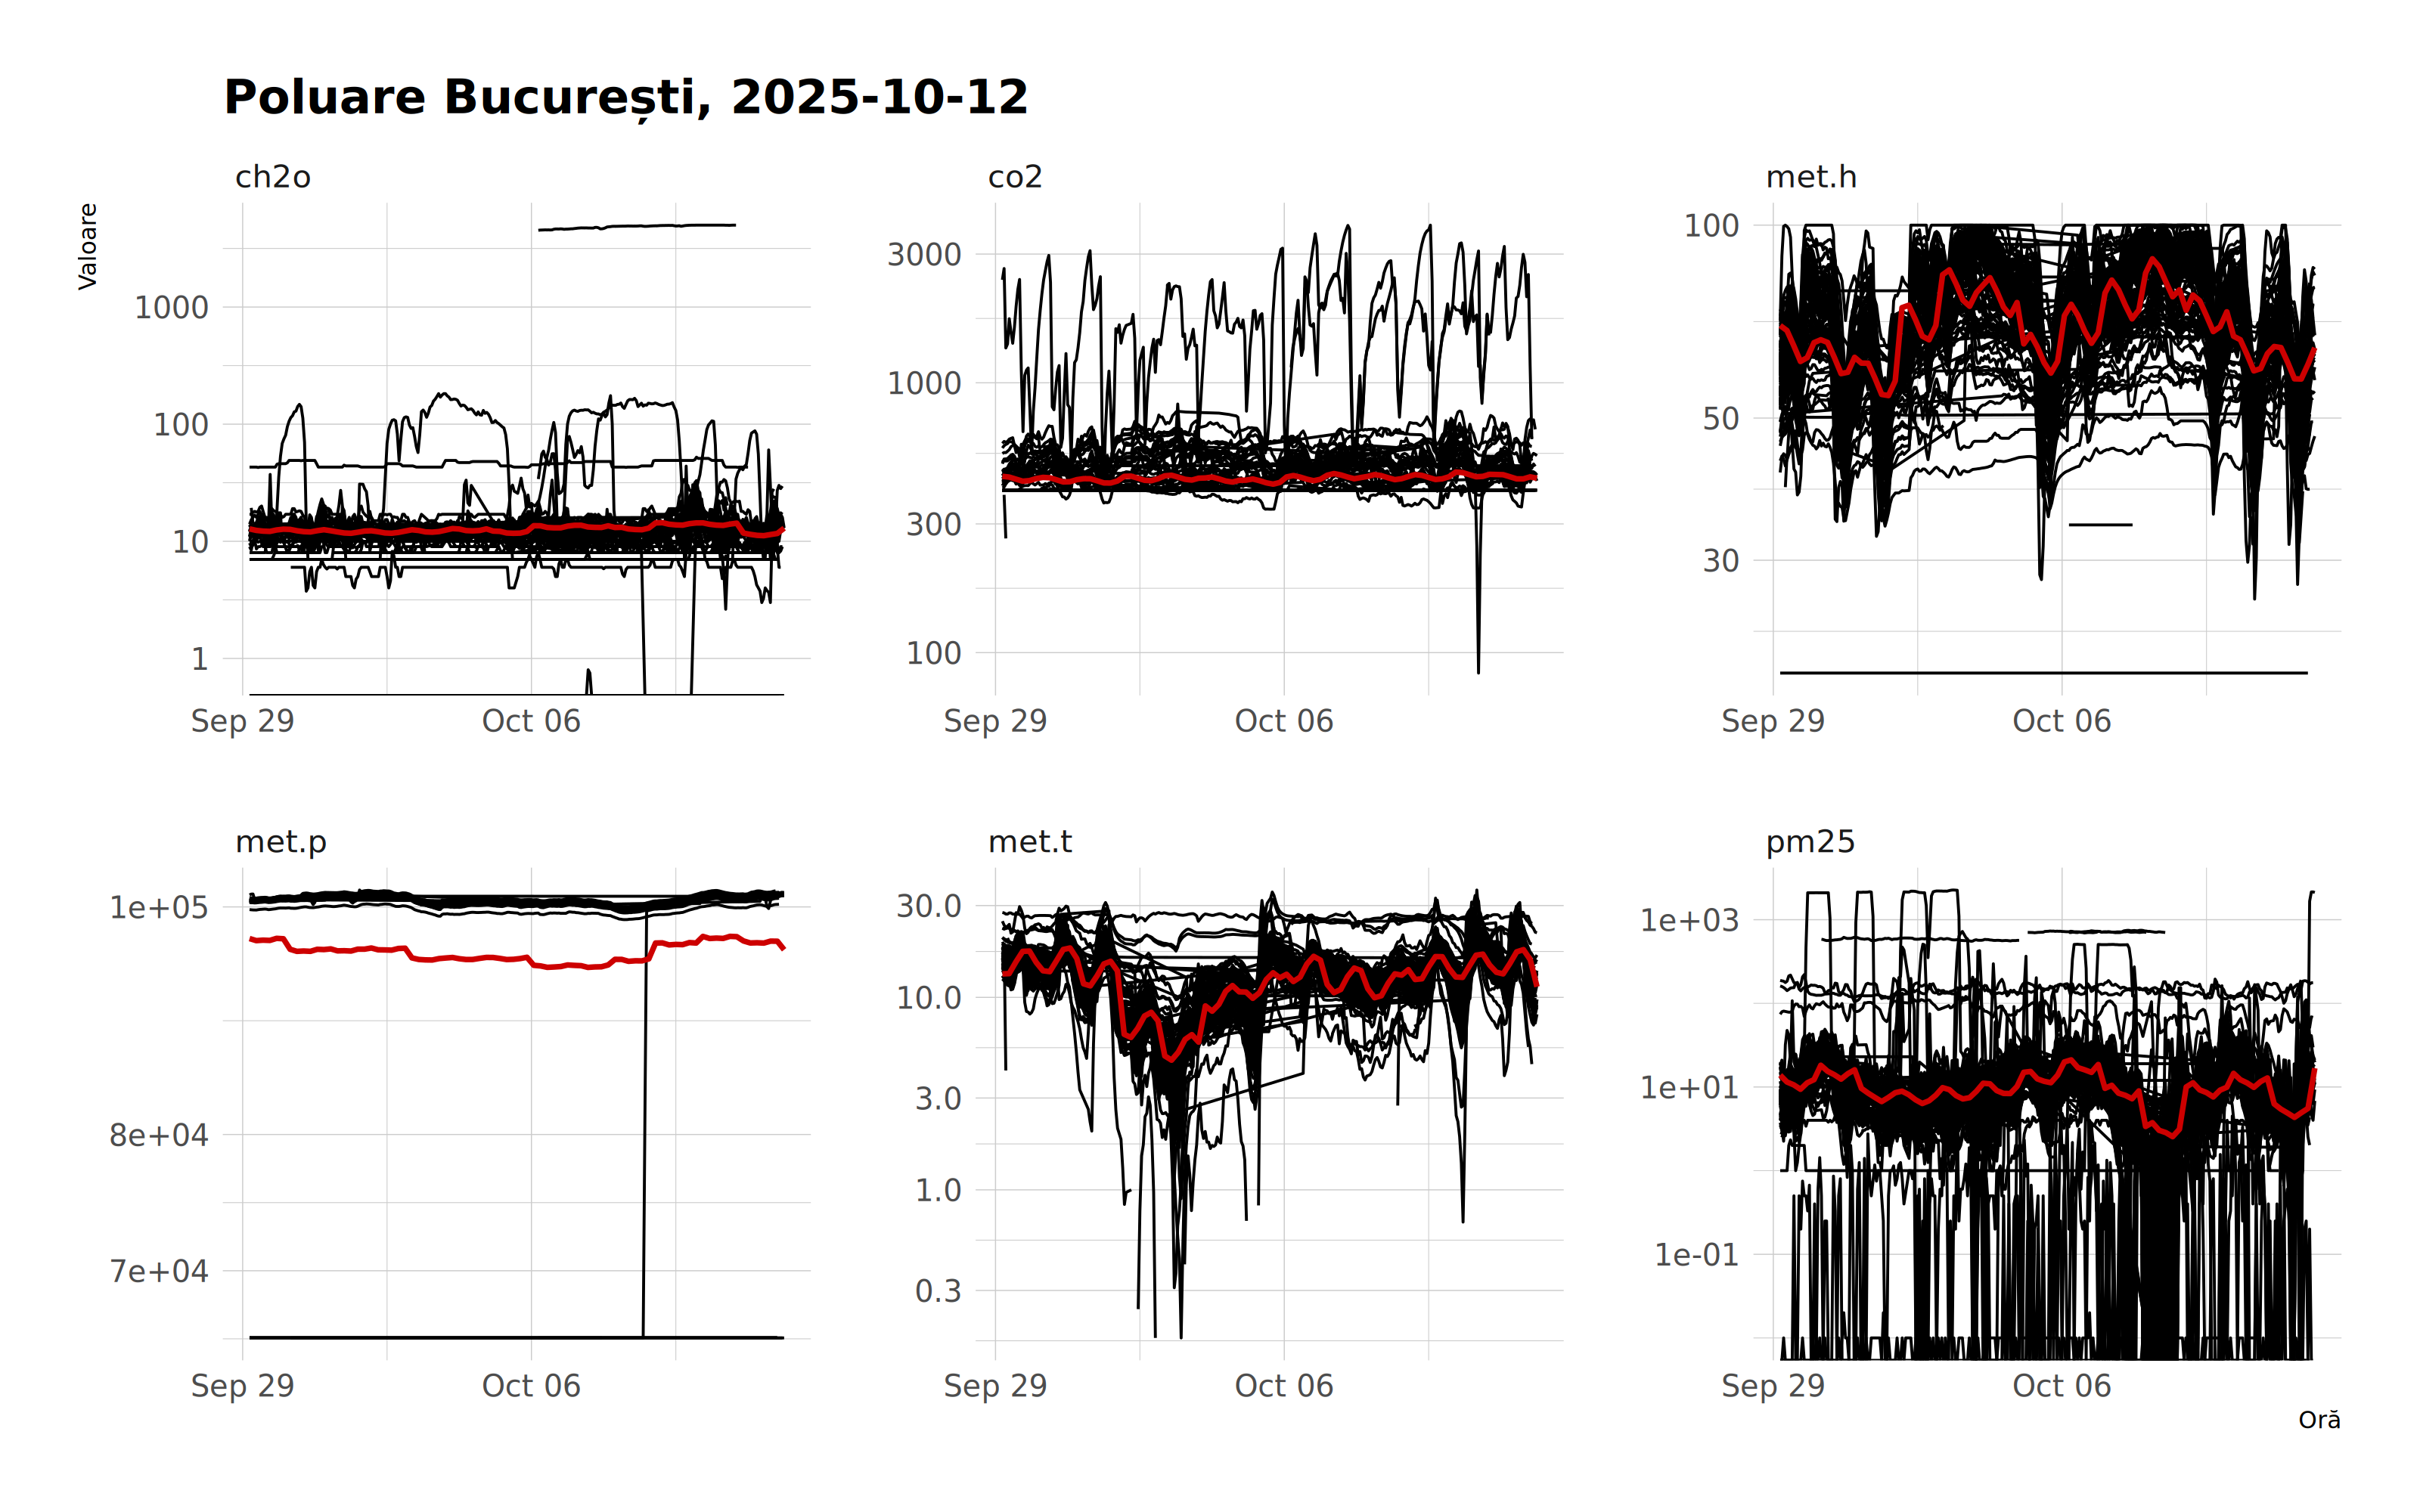 Poluare București, 2025-10-12
Valoare
ch2o
1000
100
10
1
Sep 29
Oct 06
co2
3000
1000
300
100
Sep 29
Oct 06
met.h
100
50
30
Sep 29
Oct 06
met.p
1e+05
8e+04
7e+04
Sep 29
Oct 06
met.t
30.0
10.0
3.0
1.0
0.3
Sep 29
Oct 06
pm25
1e+03
1e+01
1e-01
Sep 29
Oct 06
Oră